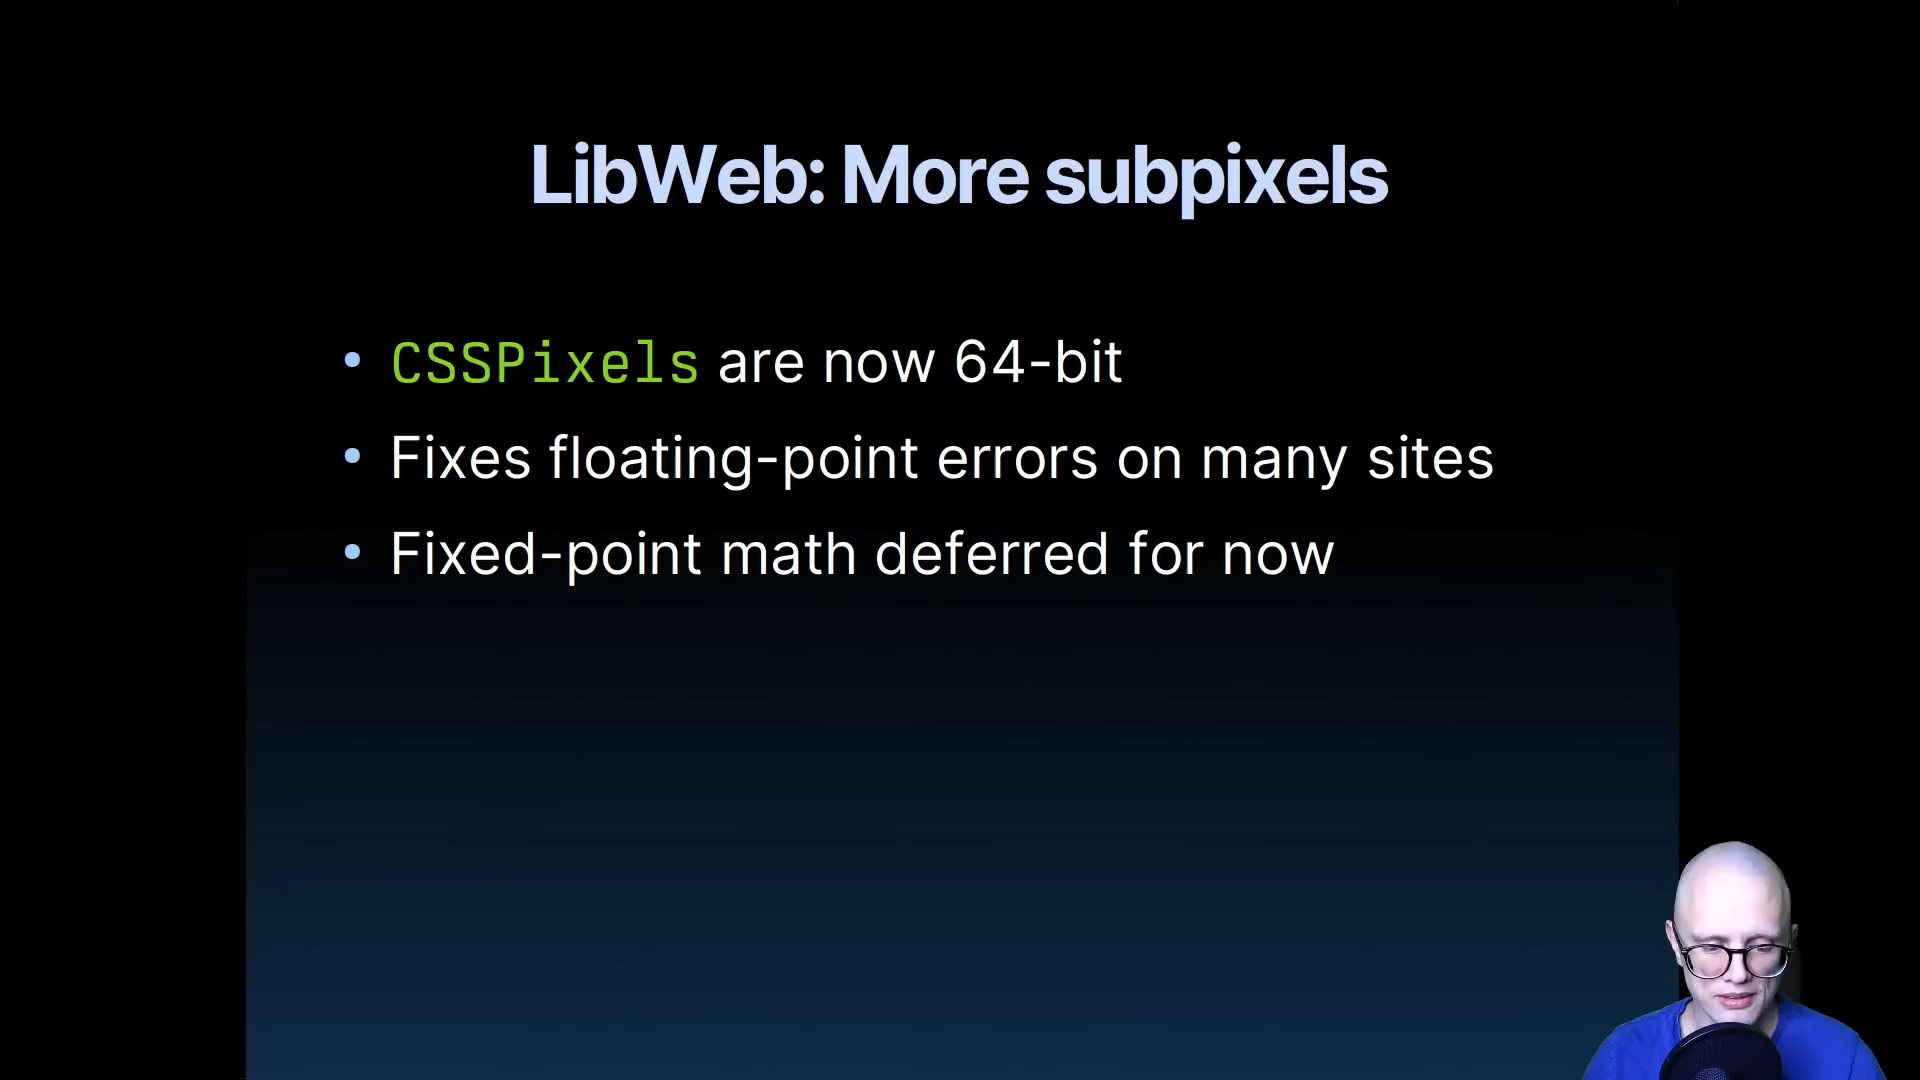 LibWeb: More subpixels
• CSSPixels are now 64-bit
• Fixes floating-point errors on many sites
• Fixed-point math deferred for now